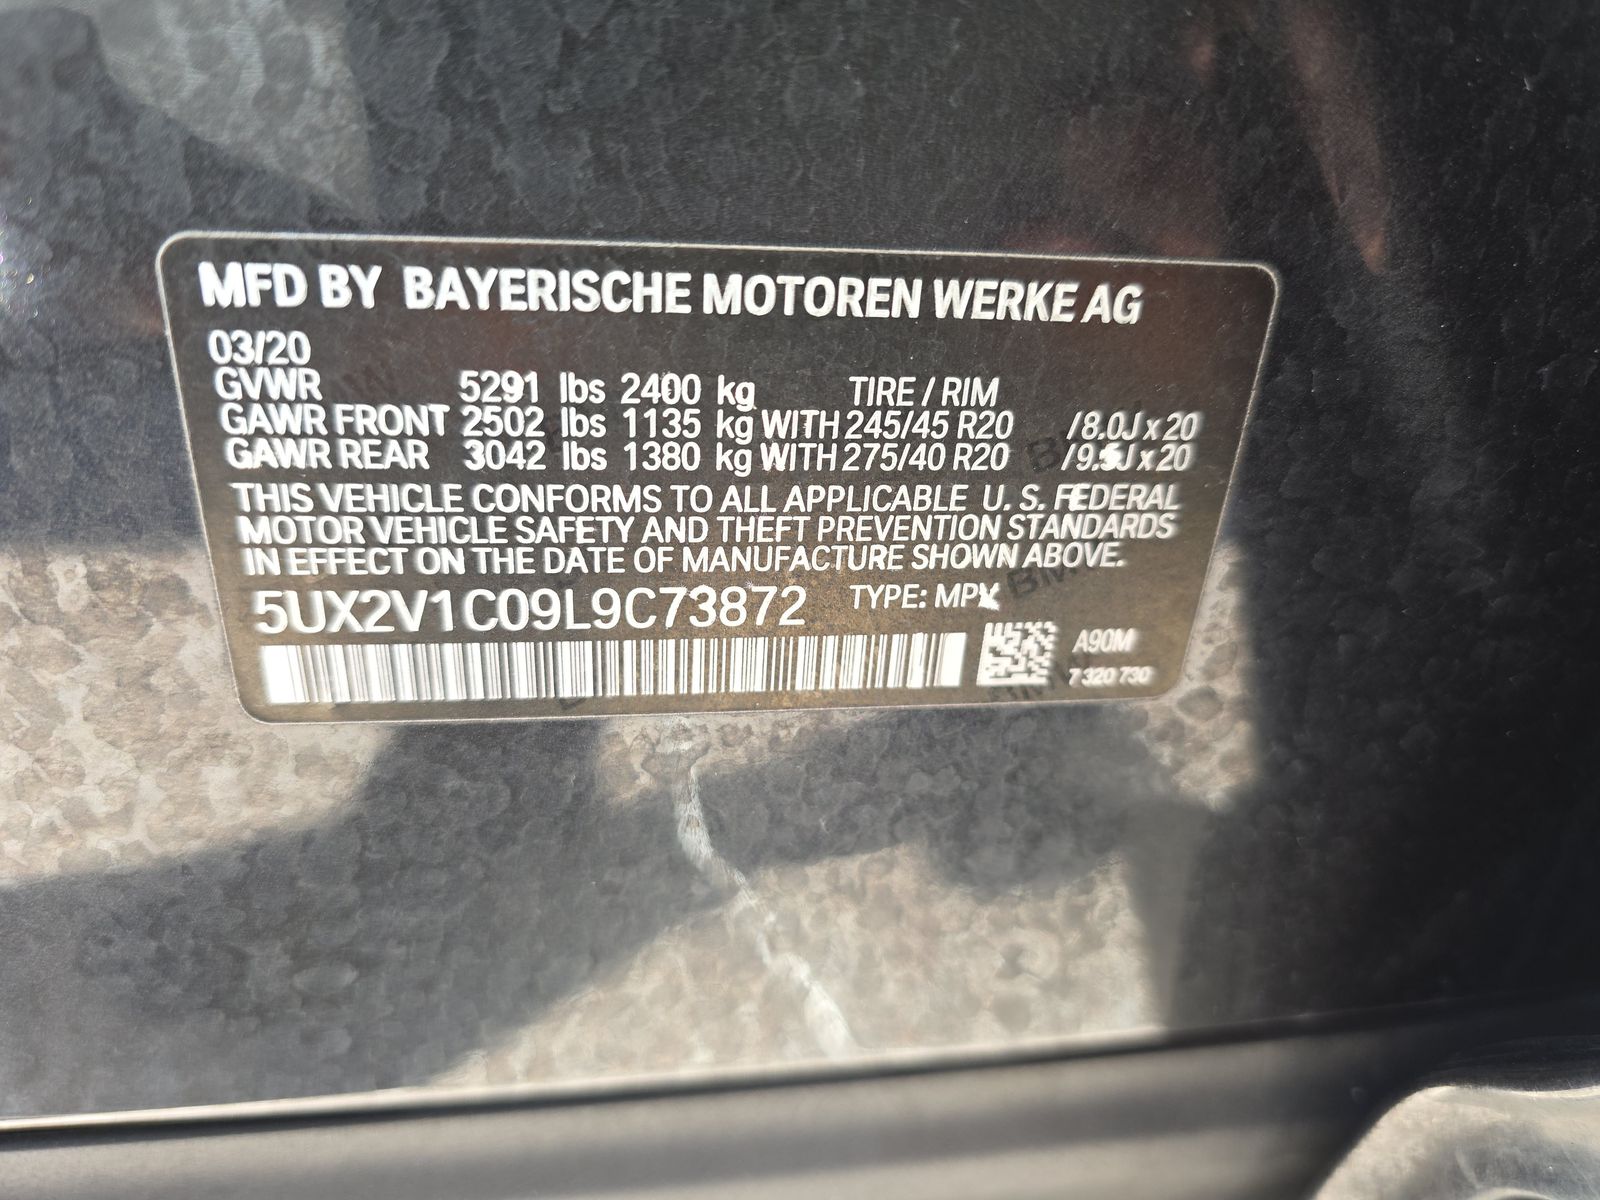 MFD BY BAYERISCHE MOTOREN WERKE AG
03/20
GVWR 5291 lbs 2400 kg TIRE / RIM
GAWR FRONT 2502 lbs 1135 kg WITH 245/45 R20 / 8.0J x 20
GAWR REAR 3042 lbs 1380 kg WITH 275/40 R20 / 9.5J x 20
THIS VEHICLE CONFORMS TO ALL APPLICABLE U. S. FEDERAL
MOTOR VEHICLE SAFETY AND THEFT PREVENTION STANDARDS
IN EFFECT ON THE DATE OF MANUFACTURE SHOWN ABOVE.
5UX2V1C09L9C73872 TYPE: MPV
A90M
7 320 730